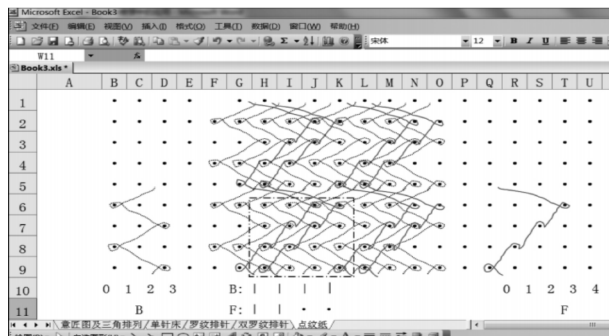 Microsoft Excel - Book3
文件(F) 编辑(E) 视图(V) 插入(I) 格式(O) 工具(T) 数据(D) 窗口(W) 帮助(H)
宋体 12 B I U
W11 fx
Book3.xls *
A B C D E F G H I J K L M N O P Q R S T U
1
2
3
4
5
6
7
8
9
10 0 1 2 3 B: | | | | 0 1 2 3 4
11 B F: | F
意匠图及三角排列/单针床/罗纹排针/双罗纹排针\点纹纸/